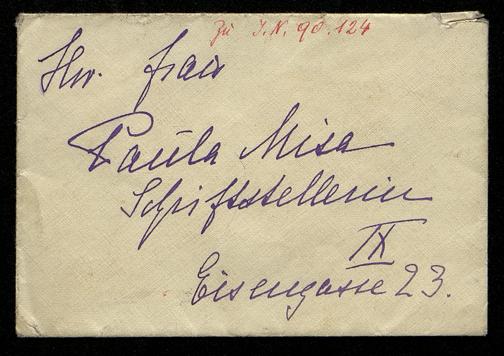 Zu I.N. 90.124
Hw. Frau
Paula Misa
Schriftstellerin
IX
Eisengasse 23.